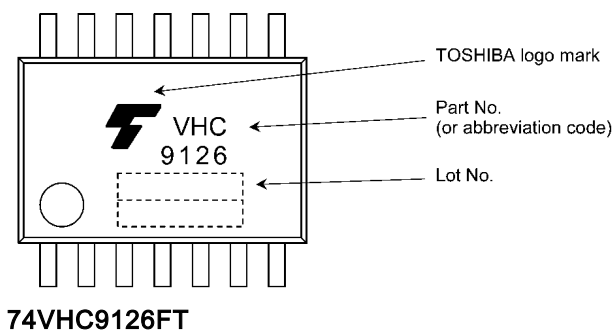 TOSHIBA logo mark
VHC
9126
Part No.
(or abbreviation code)
Lot No.
74VHC9126FT